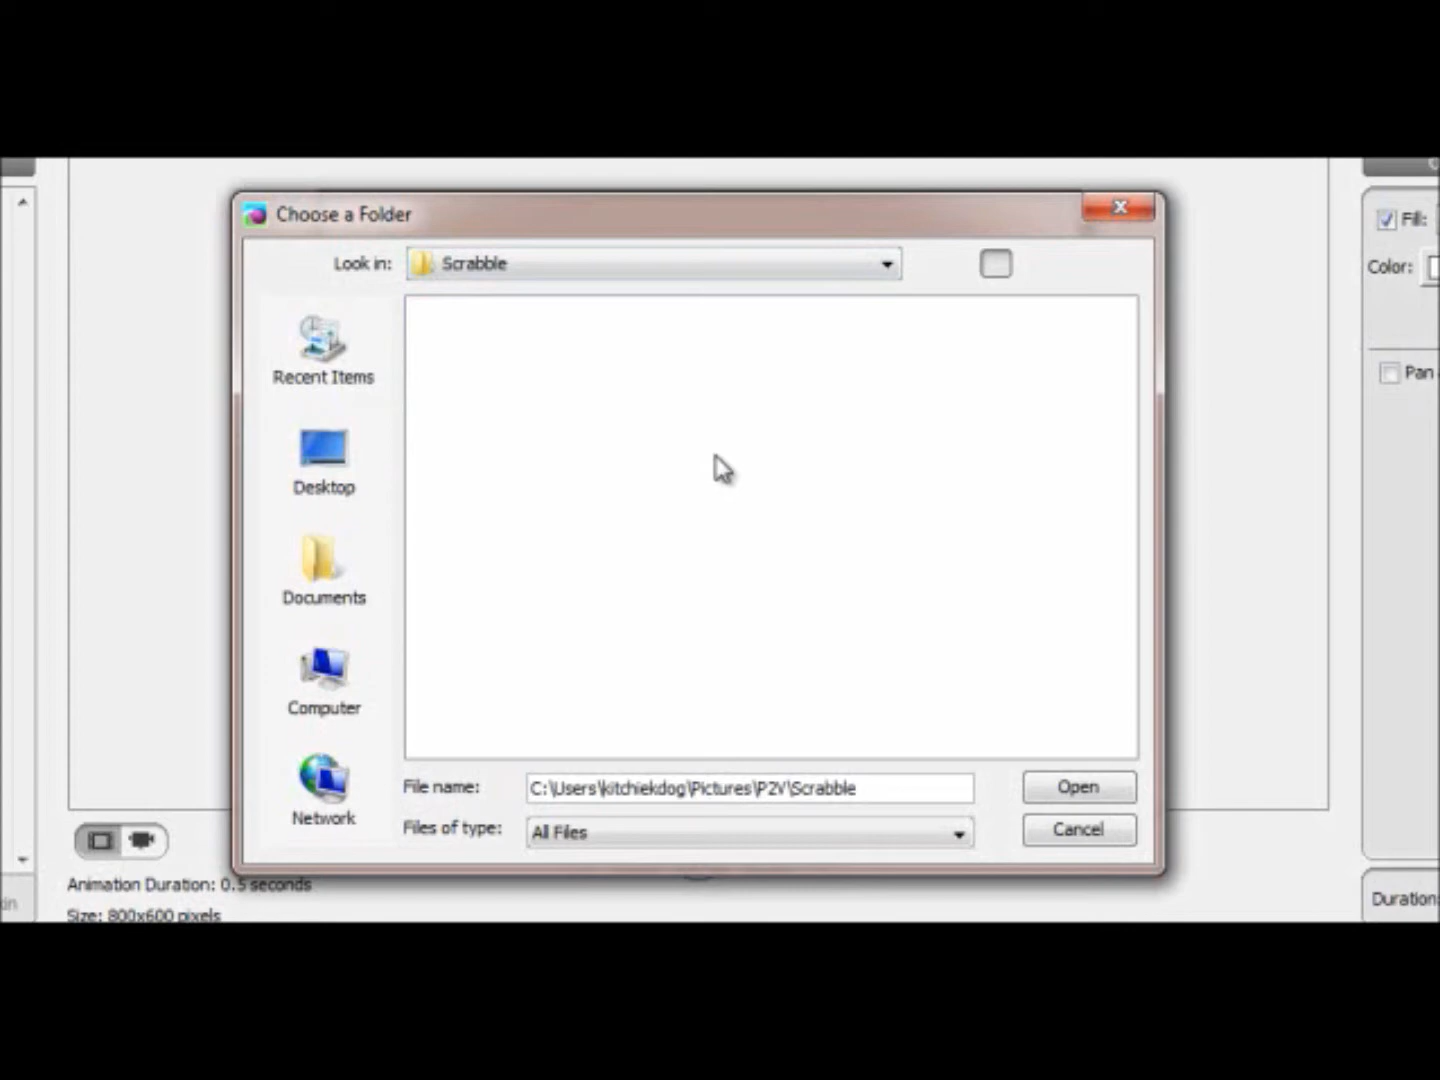 Choose a Folder
Look in: Scrabble
Fill:
Color:
Recent Items
Pan
Desktop
Documents
Computer
Network
File name: C:\Users\kitchiekdog\Pictures\P2V\Scrabble Open
Files of type: All Files Cancel
Animation Duration: 0.5 seconds
Duration:
Size: 800x600 pixels